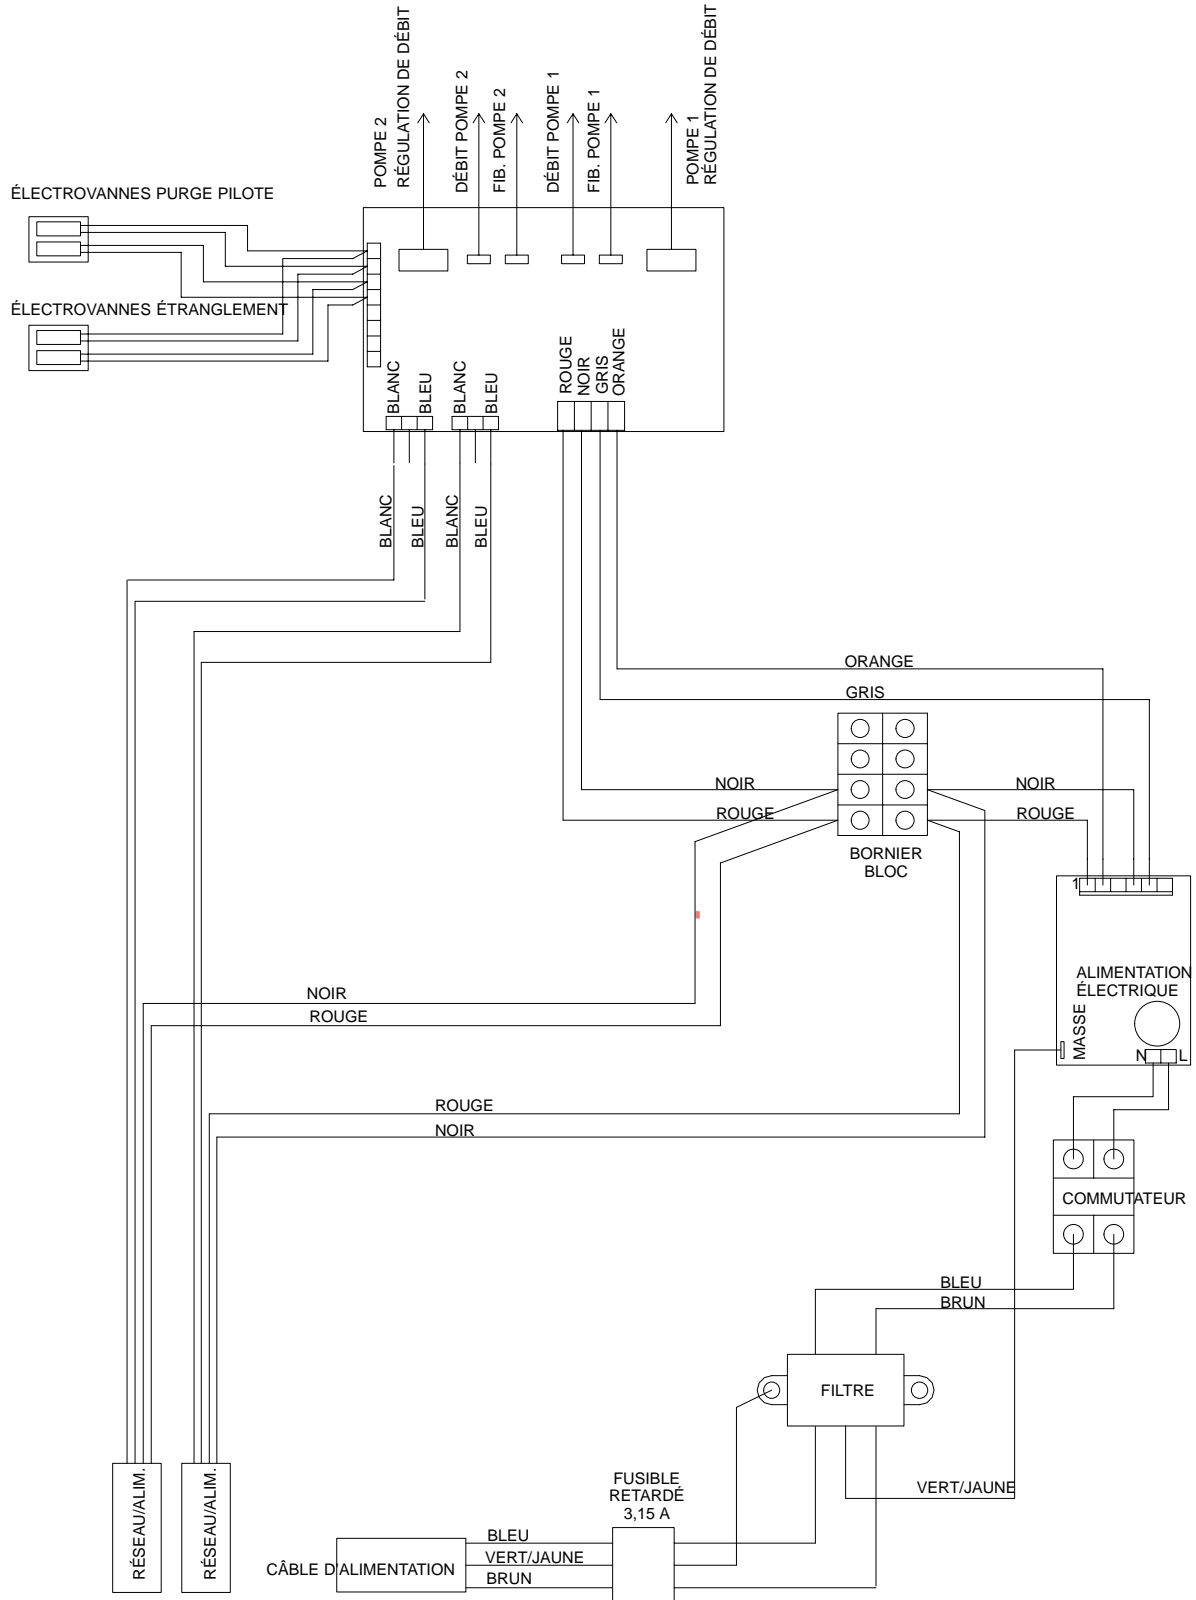 POMPE 2
RÉGULATION DE DÉBIT
DÉBIT POMPE 2
FIB. POMPE 2
DÉBIT POMPE 1
FIB. POMPE 1
POMPE 1
RÉGULATION DE DÉBIT
ÉLECTROVANNES PURGE PILOTE
ÉLECTROVANNES ÉTRANGLEMENT
BLANC
BLEU
BLANC
BLEU
ROUGE
NOIR
GRIS
ORANGE
BLANC
BLEU
BLANC
BLEU
ORANGE
GRIS
NOIR
NOIR
ROUGE
ROUGE
BORNIER
BLOC
1
ALIMENTATION
ÉLECTRIQUE
MASSE
N
L
NOIR
ROUGE
ROUGE
NOIR
COMMUTATEUR
BLEU
BRUN
FILTRE
VERT/JAUNE
FUSIBLE
RETARDÉ
3,15 A
RÉSEAU/ALIM.
RÉSEAU/ALIM.
CÂBLE D'ALIMENTATION
BLEU
VERT/JAUNE
BRUN